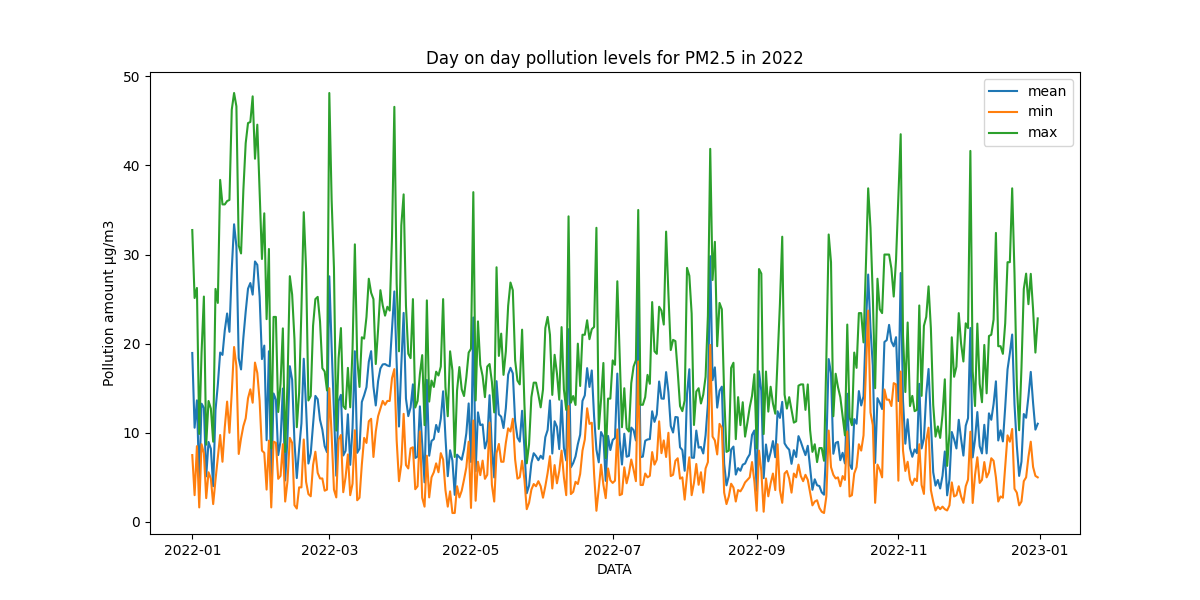 Day on day pollution levels for PM2.5 in 2022
mean
min
max
50
40
30
20
10
0
Pollution amount µg/m3
2022-01
2022-03
2022-05
2022-07
2022-09
2022-11
2023-01
DATA